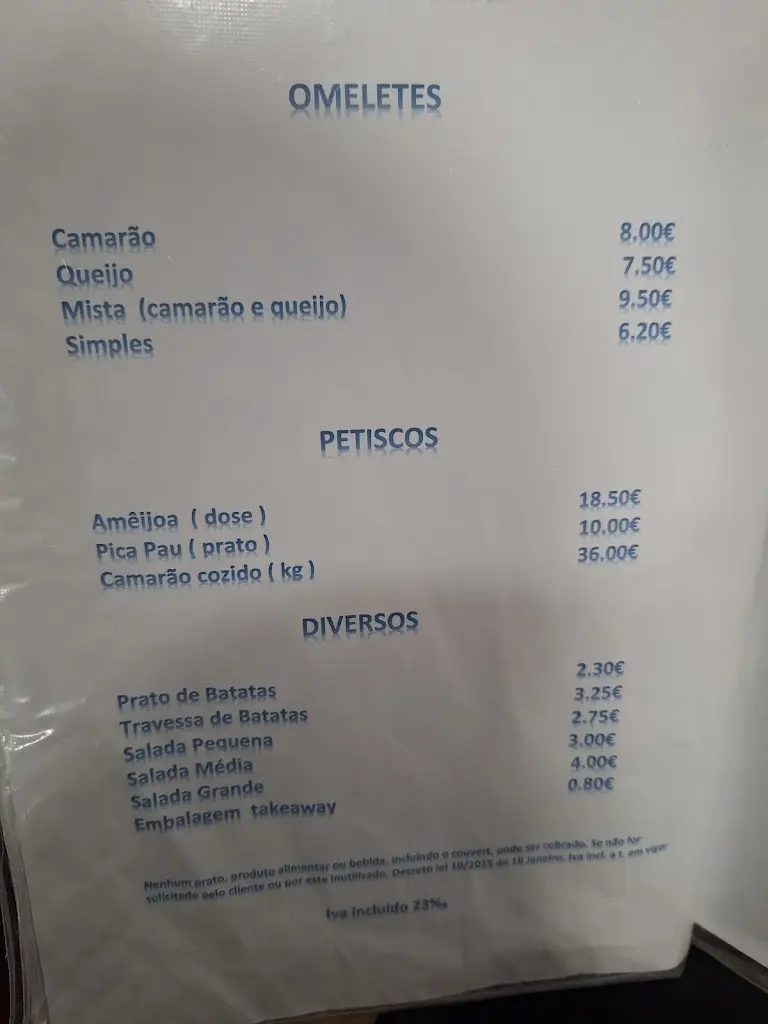 OMELETES
Camarão 8.00€
Queijo 7.50€
Mista (camarão e queijo) 9.50€
Simples 6.20€
PETISCOS
Amêijoa ( dose ) 18.50€
Pica Pau ( prato ) 10.00€
Camarão cozido ( kg ) 36.00€
DIVERSOS
Prato de Batatas 2.30€
Travessa de Batatas 3.25€
Salada Pequena 2.75€
Salada Média 3.00€
Salada Grande 4.00€
Embalagem takeaway 0.80€
Nenhum prato, produto alimentar ou bebida, incluindo o couvert, pode ser cobrado. Se não for
solicitado pelo cliente ou por este inutilizado. Decreto lei 10/2015 de 16 Janeiro. Iva incl. a t. em vigor
Iva Incluído 23%